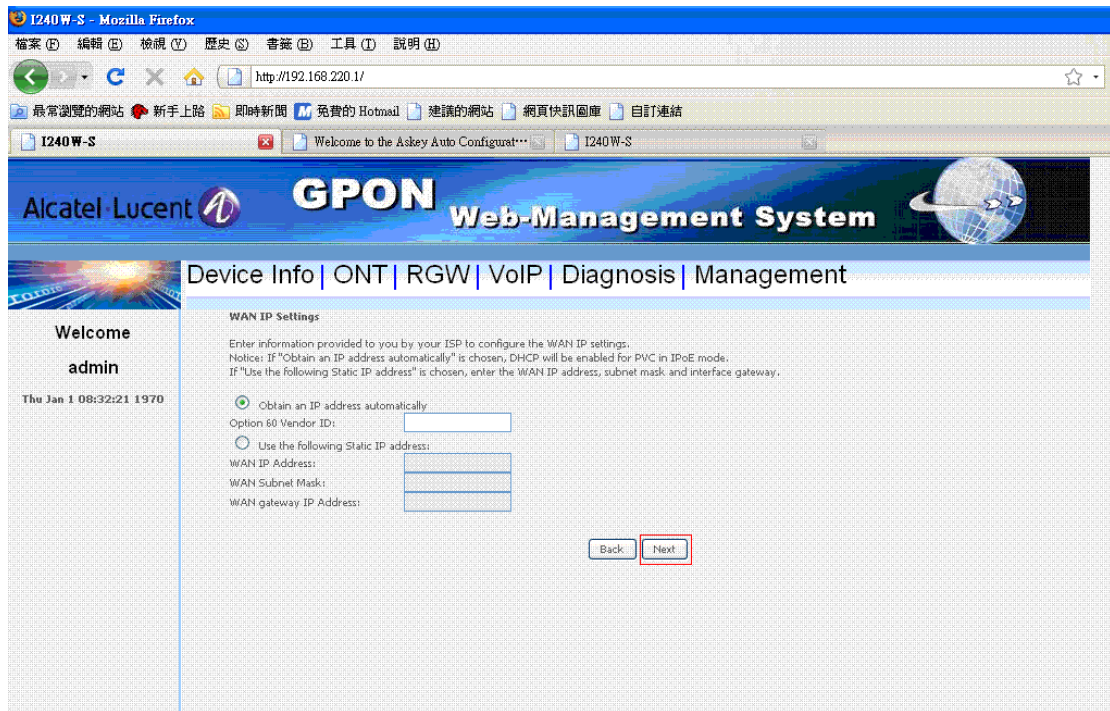 I240W-S - Mozilla Firefox
檔案(F) 編輯(E) 檢視(V) 歷史(S) 書籤(B) 工具(T) 說明(H)
http://192.168.220.1/
最常瀏覽的網站 新手上路 即時新聞 免費的 Hotmail 建議的網站 網頁快訊圖庫 自訂連結
I240W-S Welcome to the Askey Auto Configurat… I240W-S
Alcatel·Lucent GPON Web-Management System
Device Info| ONT| RGW| VoIP| Diagnosis| Management
Welcome
admin
Thu Jan 1 08:32:21 1970
WAN IP Settings
Enter information provided to you by your ISP to configure the WAN IP settings.
Notice: If "Obtain an IP address automatically" is chosen, DHCP will be enabled for PVC in IPoE mode.
If "Use the following Static IP address" is chosen, enter the WAN IP address, subnet mask and interface gateway.
Obtain an IP address automatically
Option 60 Vendor ID:
Use the following Static IP address:
WAN IP Address:
WAN Subnet Mask:
WAN gateway IP Address:
Back Next